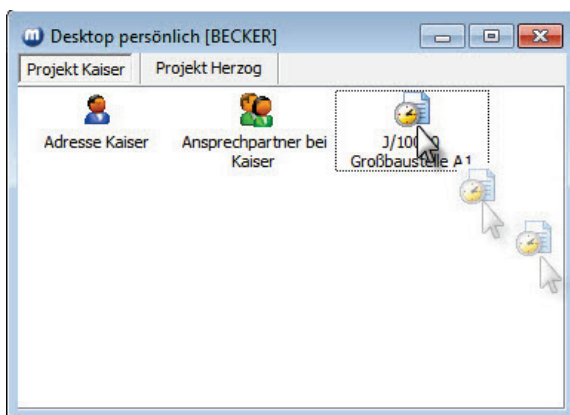 Desktop persönlich [BECKER]
Projekt Kaiser Projekt Herzog
Adresse Kaiser Ansprechpartner bei
Kaiser
Großbaustelle A1